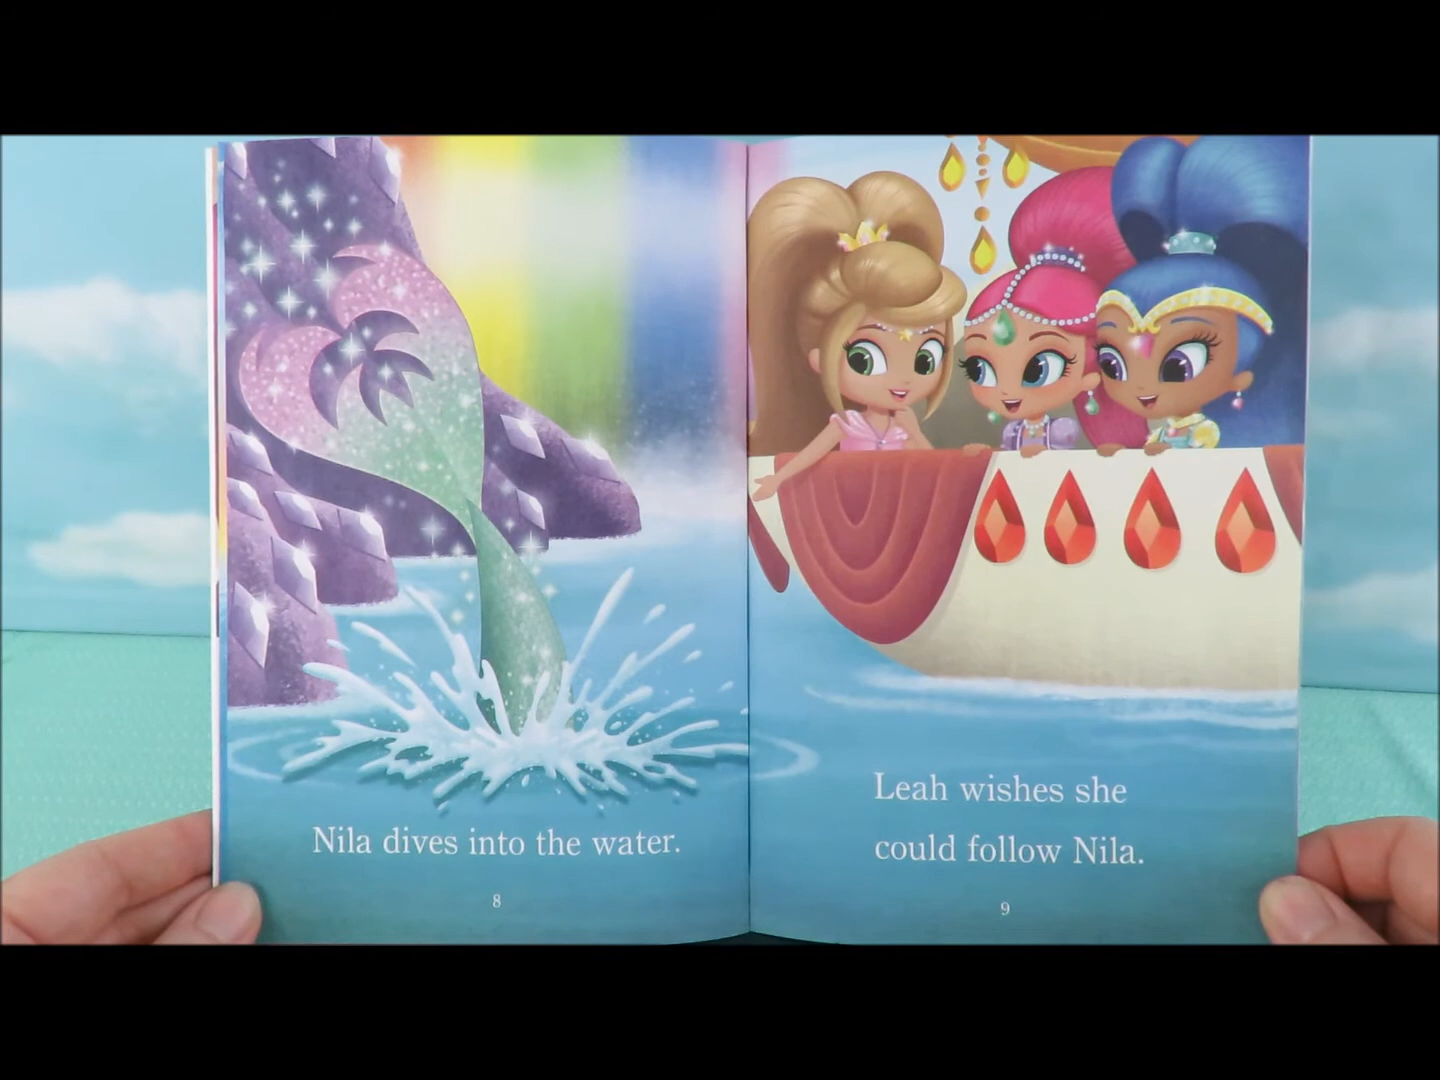 Nila dives into the water.
8
Leah wishes she
could follow Nila.
9